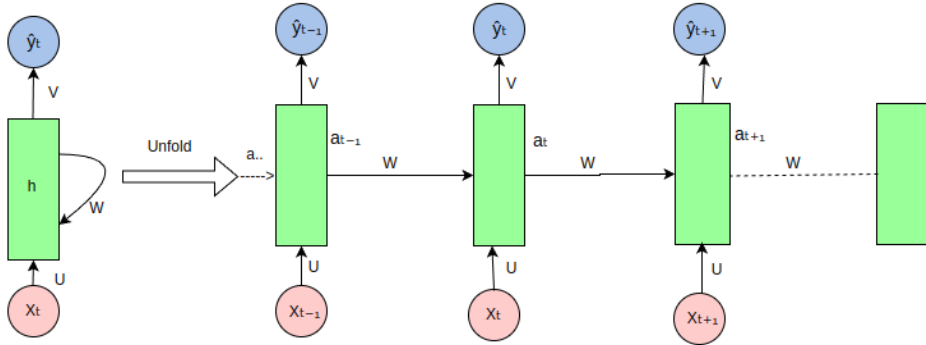 ŷt
ŷt−1
ŷt
ŷt+1
V
V
V
V
Unfold
a..
at−1
at
at+1
h
W
W
W
W
U
U
U
U
Xt
Xt−1
Xt
Xt+1